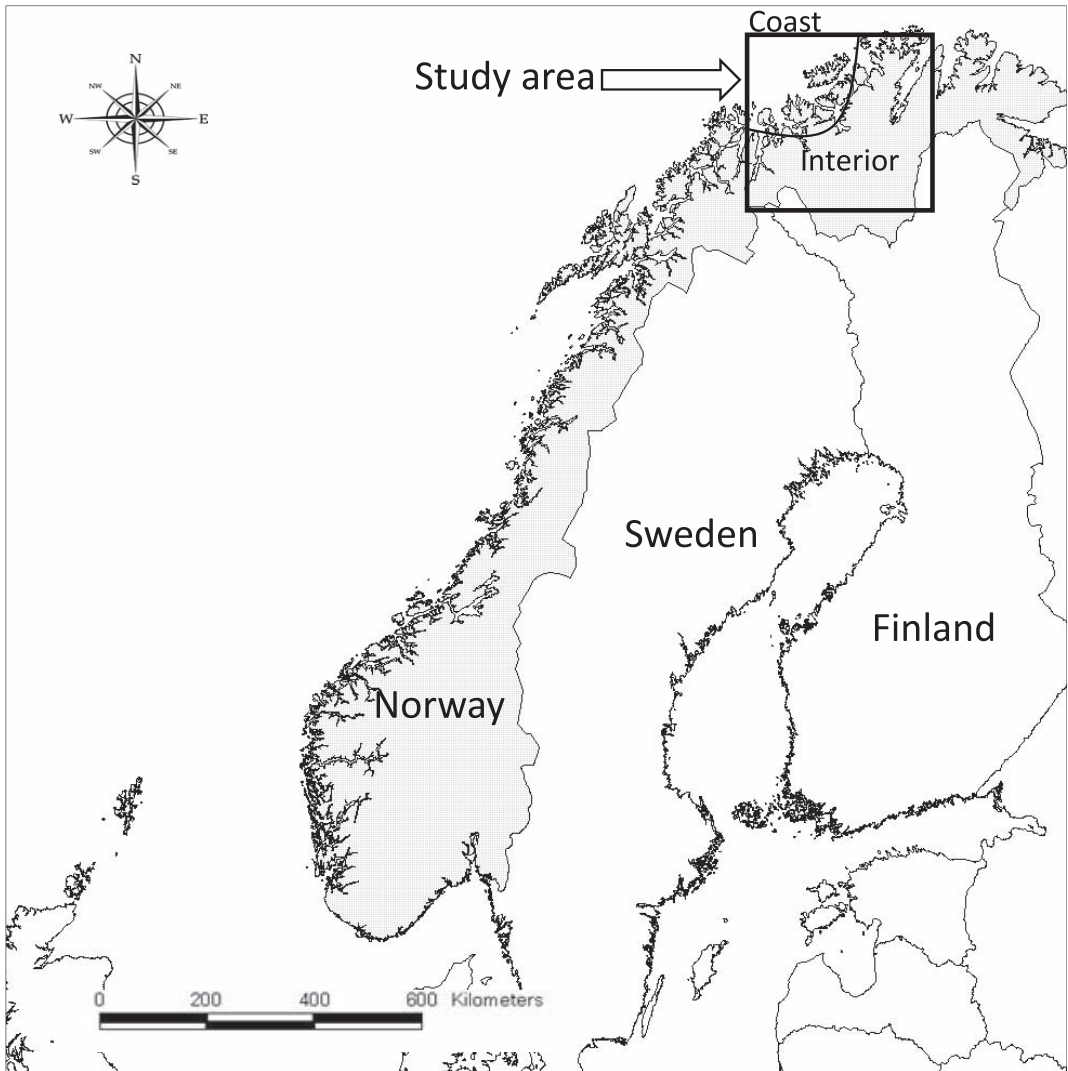 Coast
Study area
N
NW NE
W E
SW SE
S
Interior
Sweden
Finland
Norway
0 200 400 600 Kilometers